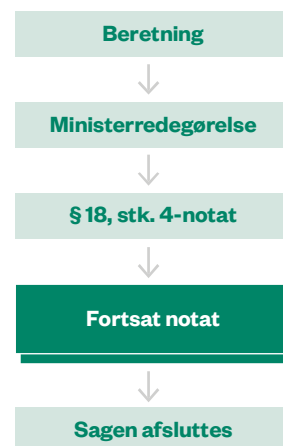 Beretning
Ministerredegørelse
§ 18, stk. 4-notat
Fortsat notat
Sagen afsluttes